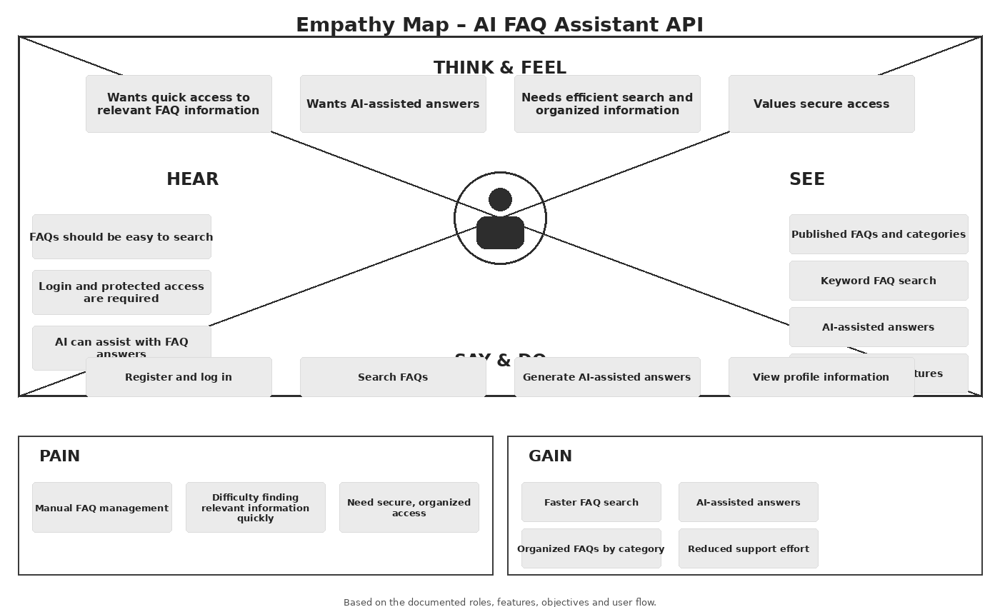 Empathy Map – AI FAQ Assistant API
THINK & FEEL
Wants quick access to
relevant FAQ information
Wants AI-assisted answers
Needs efficient search and
organized information
Values secure access
HEAR
FAQs should be easy to search
Login and protected access
are required
AI can assist with FAQ
answers
SEE
Published FAQs and categories
Keyword FAQ search
AI-assisted answers
SAY & DO
Register and log in
Search FAQs
Generate AI-assisted answers
View profile information
PAIN
Manual FAQ management
Difficulty finding
relevant information
quickly
Need secure, organized
access
GAIN
Faster FAQ search
AI-assisted answers
Organized FAQs by category
Reduced support effort
Based on the documented roles, features, objectives and user flow.